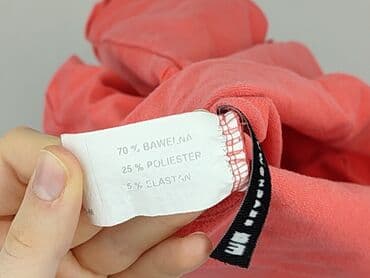 70 % BAWEŁNA
25 % POLIESTER
5 % ELASTAN